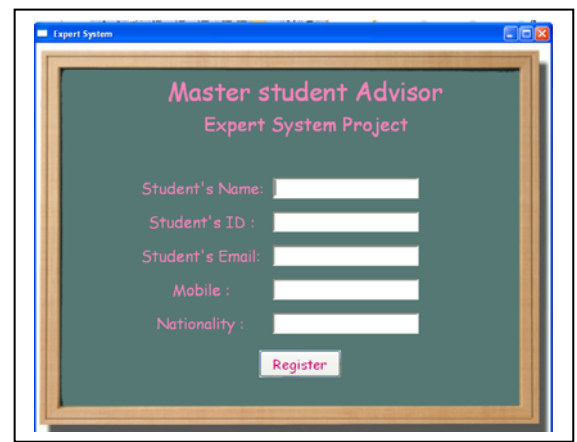 Expert System
Master student Advisor
Expert System Project
Student's Name:
Student's ID :
Student's Email:
Mobile :
Nationality :
Register